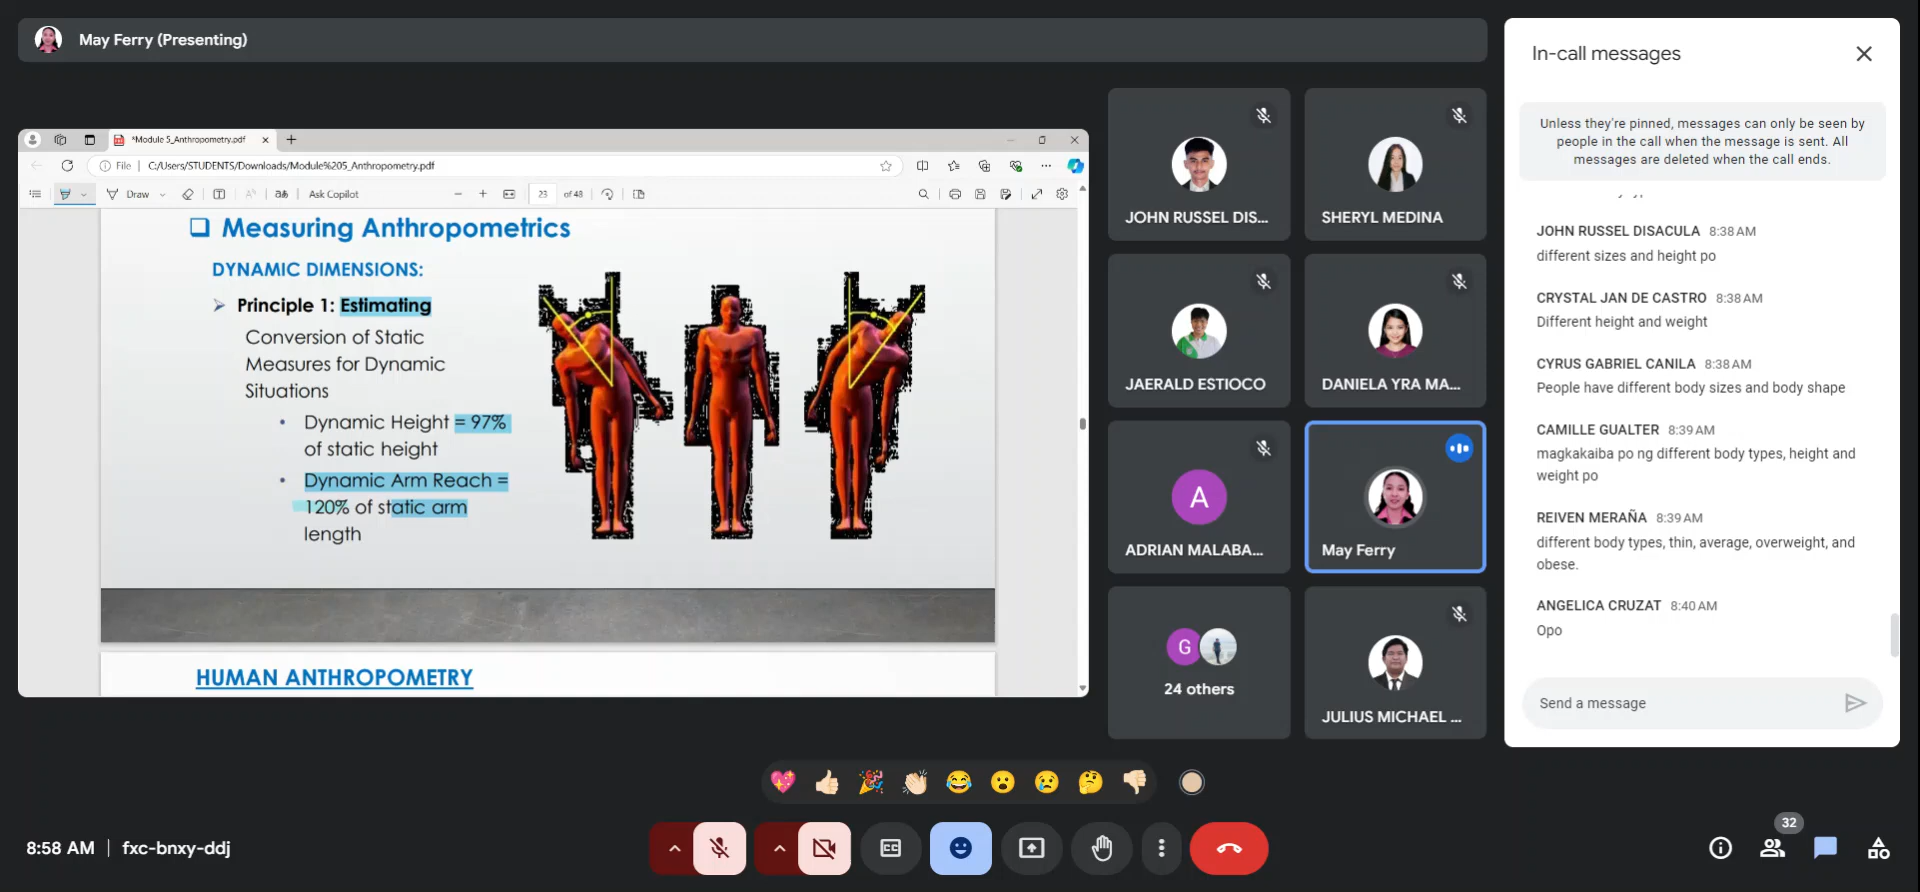 May Ferry (Presenting)
*Module 5_Anthropometry.pdf
File | C:/Users/STUDENTS/Downloads/Module%205_Anthropometry.pdf
Draw
aあ
Ask Copilot
23 of 48
Measuring Anthropometrics
DYNAMIC DIMENSIONS:
Principle 1: Estimating
Conversion of Static
Measures for Dynamic
Situations
• Dynamic Height = 97%
of static height
• Dynamic Arm Reach =
120% of static arm
length
HUMAN ANTHROPOMETRY
JOHN RUSSEL DIS...
SHERYL MEDINA
JAERALD ESTIOCO
DANIELA YRA MA...
A
ADRIAN MALABA...
May Ferry
G
24 others
JULIUS MICHAEL ...
In-call messages
Unless they're pinned, messages can only be seen by
people in the call when the message is sent. All
messages are deleted when the call ends.
JOHN RUSSEL DISACULA 8:38 AM
different sizes and height po
CRYSTAL JAN DE CASTRO 8:38 AM
Different height and weight
CYRUS GABRIEL CANILA 8:38 AM
People have different body sizes and body shape
CAMILLE GUALTER 8:39 AM
magkakaiba po ng different body types, height and
weight po
REIVEN MERAÑA 8:39 AM
different body types, thin, average, overweight, and
obese.
ANGELICA CRUZAT 8:40 AM
Opo
Send a message
8:58 AM | fxc-bnxy-ddj
CC
32